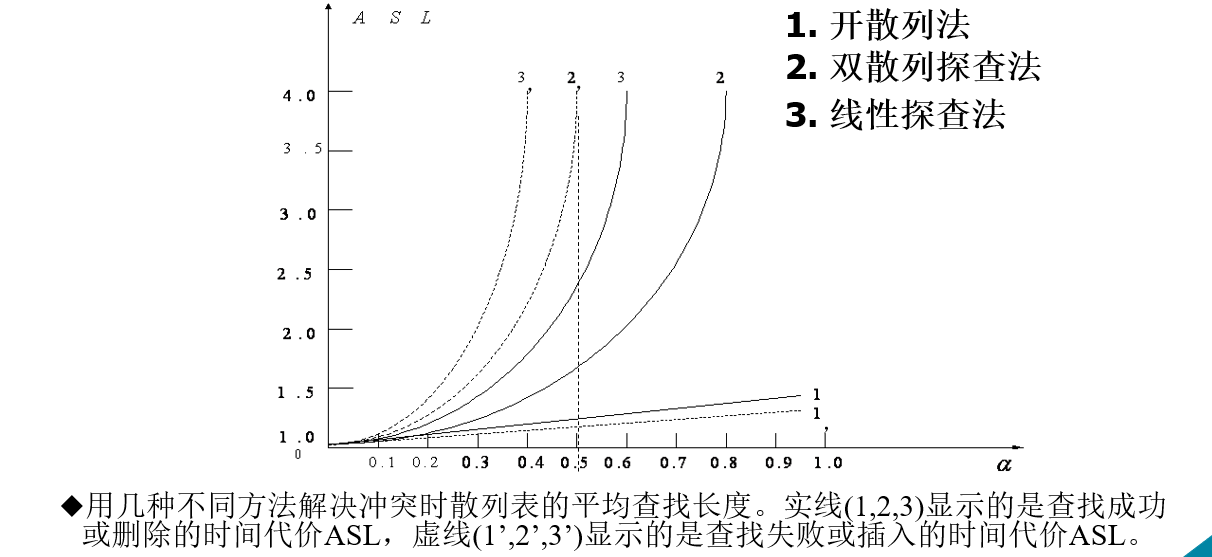 A S L
1. 开散列法
2. 双散列探查法
3. 线性探查法
3’ 2’ 3 2
4.0
3.5
3.0
2.5
2.0
1.5
1
1’
1.0
0
0.1 0.2 0.3 0.4 0.5 0.6 0.7 0.8 0.9 1.0 α
◆用几种不同方法解决冲突时散列表的平均查找长度。实线(1,2,3)显示的是查找成功
或删除的时间代价ASL，虚线(1’,2’,3’)显示的是查找失败或插入的时间代价ASL。